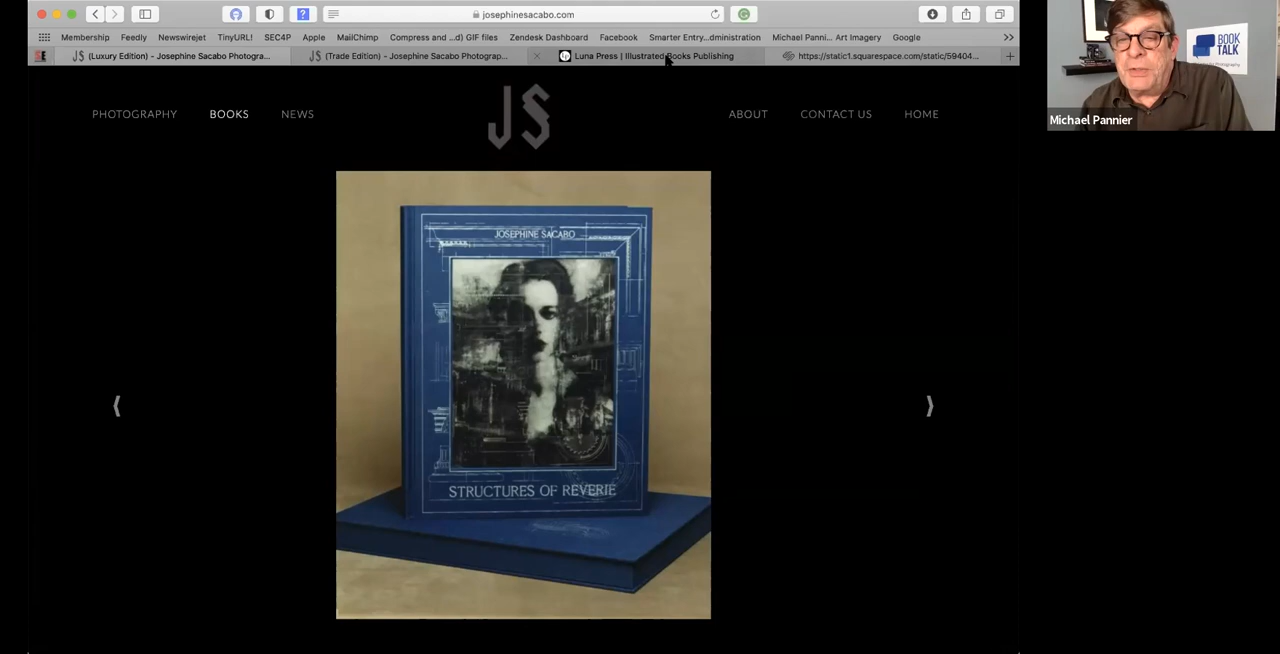 josephinesacabo.com
Membership Feedly Newswirejet TinyURL! SEC4P Apple MailChimp Compress and ...d) GIF files Zendesk Dashboard Facebook Smarter Entry...dministration Michael Panni... Art Imagery Google
JS (Luxury Edition) - Josephine Sacabo Photogra... JS (Trade Edition) - Josephine Sacabo Photograp... Luna Press | Illustrated Books Publishing https://static1.squarespace.com/static/59404...
PHOTOGRAPHY BOOKS NEWS JS ABOUT CONTACT US HOME
JOSEPHINE SACABO
STRUCTURES OF REVERIE
BOOK
TALK
Michael Pannier